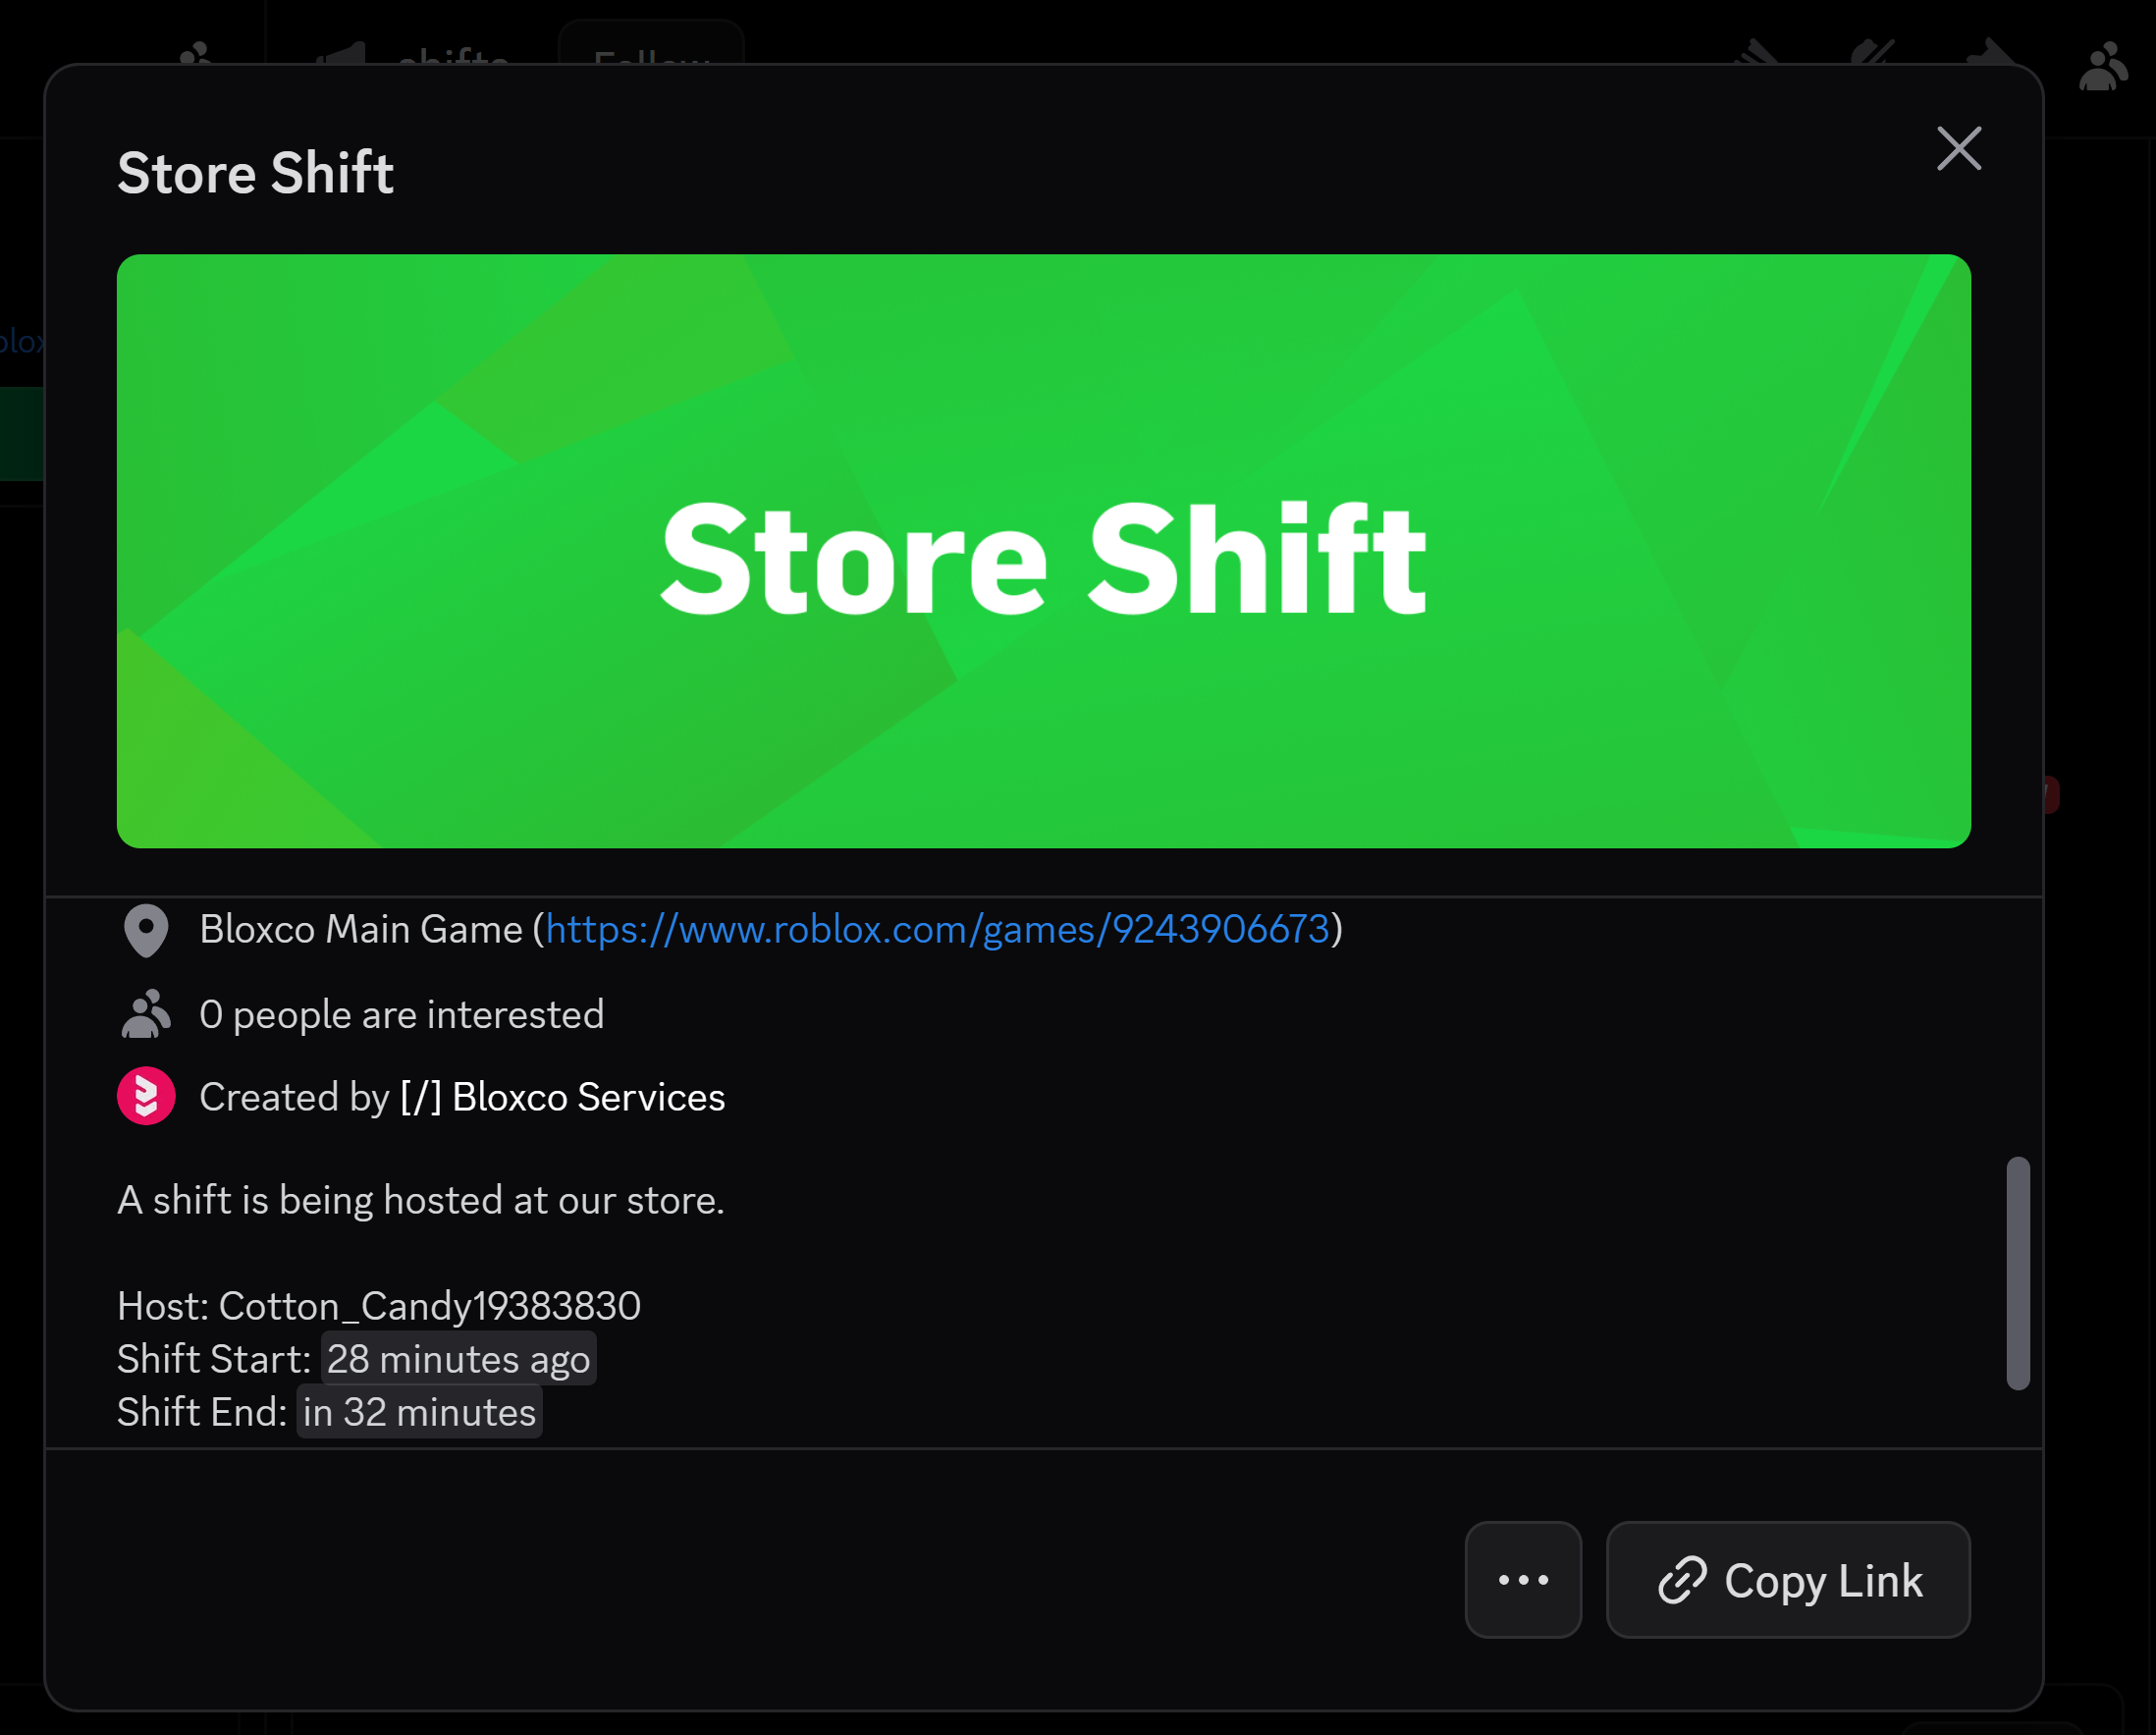 shifts
Follow
Store Shift
Store Shift
Bloxco Main Game (https://www.roblox.com/games/9243906673)
0 people are interested
Created by [/] Bloxco Services
A shift is being hosted at our store.
Host: Cotton_Candy19383830
Shift Start: 28 minutes ago
Shift End: in 32 minutes
Copy Link